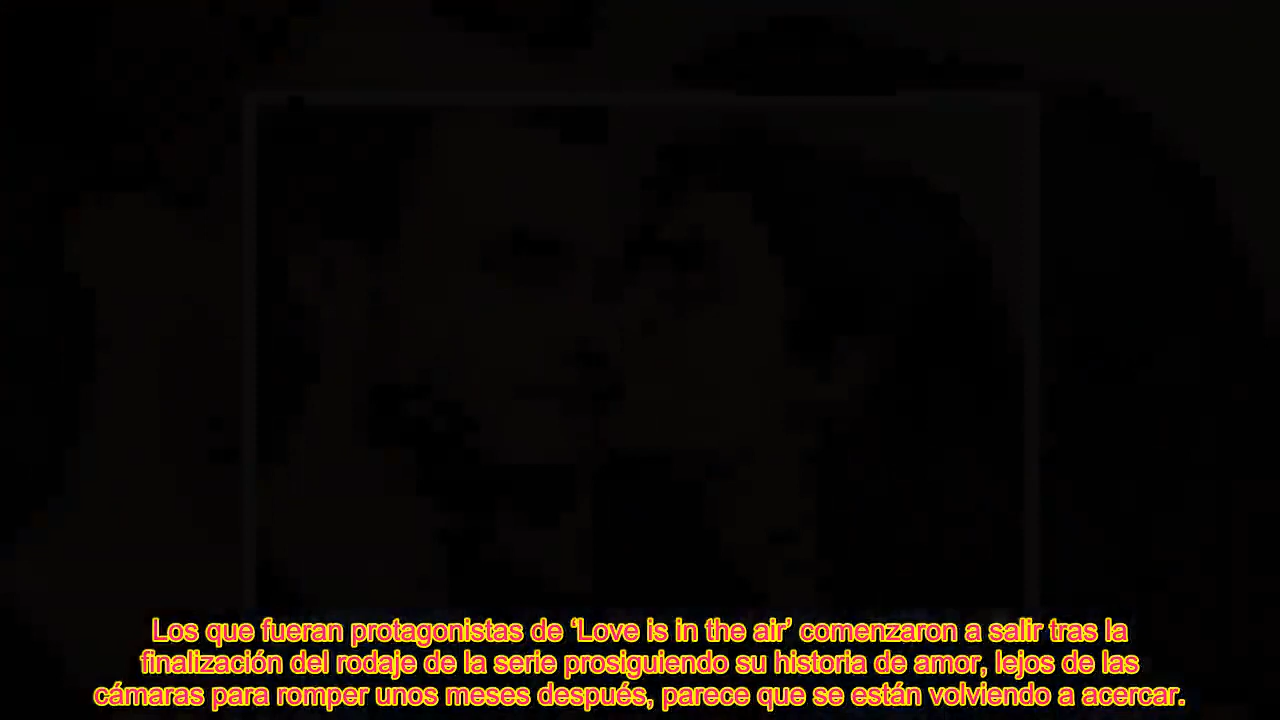 Los que fueran protagonistas de ‘Love is in the air’ comenzaron a salir tras la
finalización del rodaje de la serie prosiguiendo su historia de amor, lejos de las
cámaras para romper unos meses después, parece que se están volviendo a acercar.